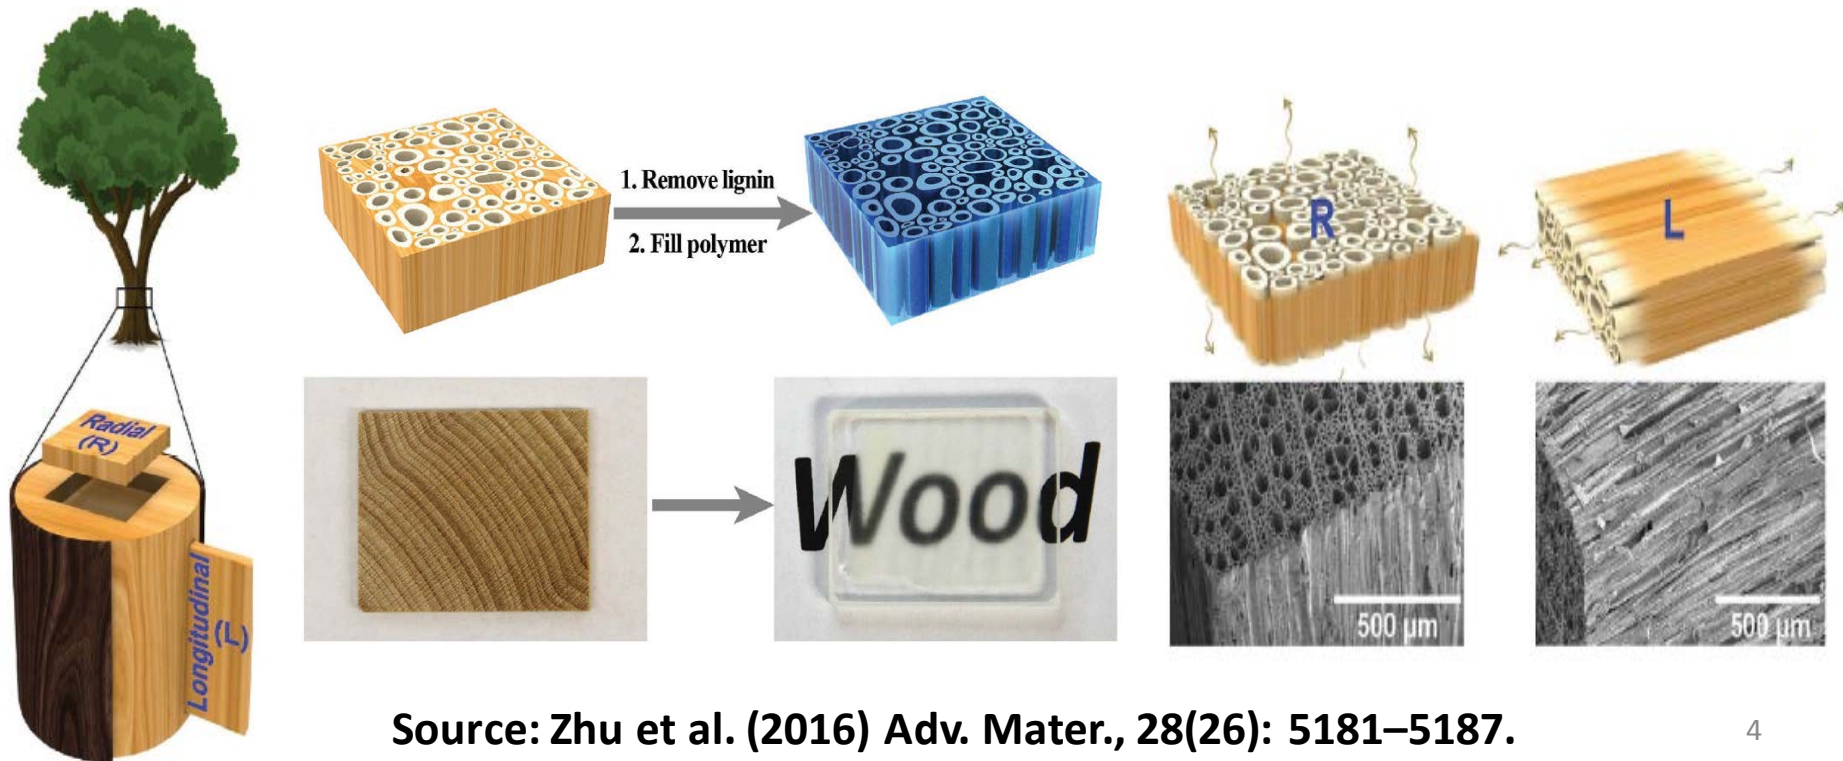 Radial
(R)
Longitudinal
(L)
1. Remove lignin
2. Fill polymer
Wood
R
L
500 µm
500 µm
Source: Zhu et al. (2016) Adv. Mater., 28(26): 5181–5187.
4